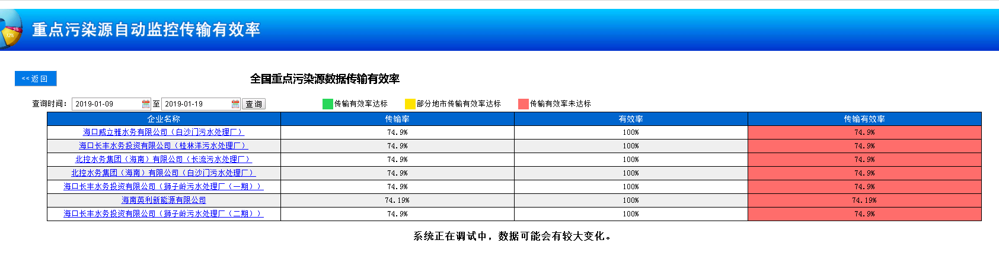 5%
12%
重点污染源自动监控传输有效率
<<返回
全国重点污染源数据传输有效率
查询时间： 2019-01-09 至 2019-01-19 查询 传输有效率达标 部分地市传输有效率达标 传输有效率未达标
企业名称 传输率 有效率 传输有效率
海口威立雅水务有限公司（白沙门污水处理厂） 74.9% 100% 74.9%
海口长丰水务投资有限公司（桂林洋污水处理厂） 74.9% 100% 74.9%
北控水务集团（海南）有限公司（长流污水处理厂） 74.9% 100% 74.9%
北控水务集团（海南）有限公司（白沙门污水处理厂） 74.9% 100% 74.9%
海口长丰水务投资有限公司（狮子岭污水处理厂（一期）） 74.9% 100% 74.9%
海南英利新能源有限公司 74.19% 100% 74.19%
海口长丰水务投资有限公司（狮子岭污水处理厂（二期）） 74.9% 100% 74.9%
系统正在调试中，数据可能会有较大变化。